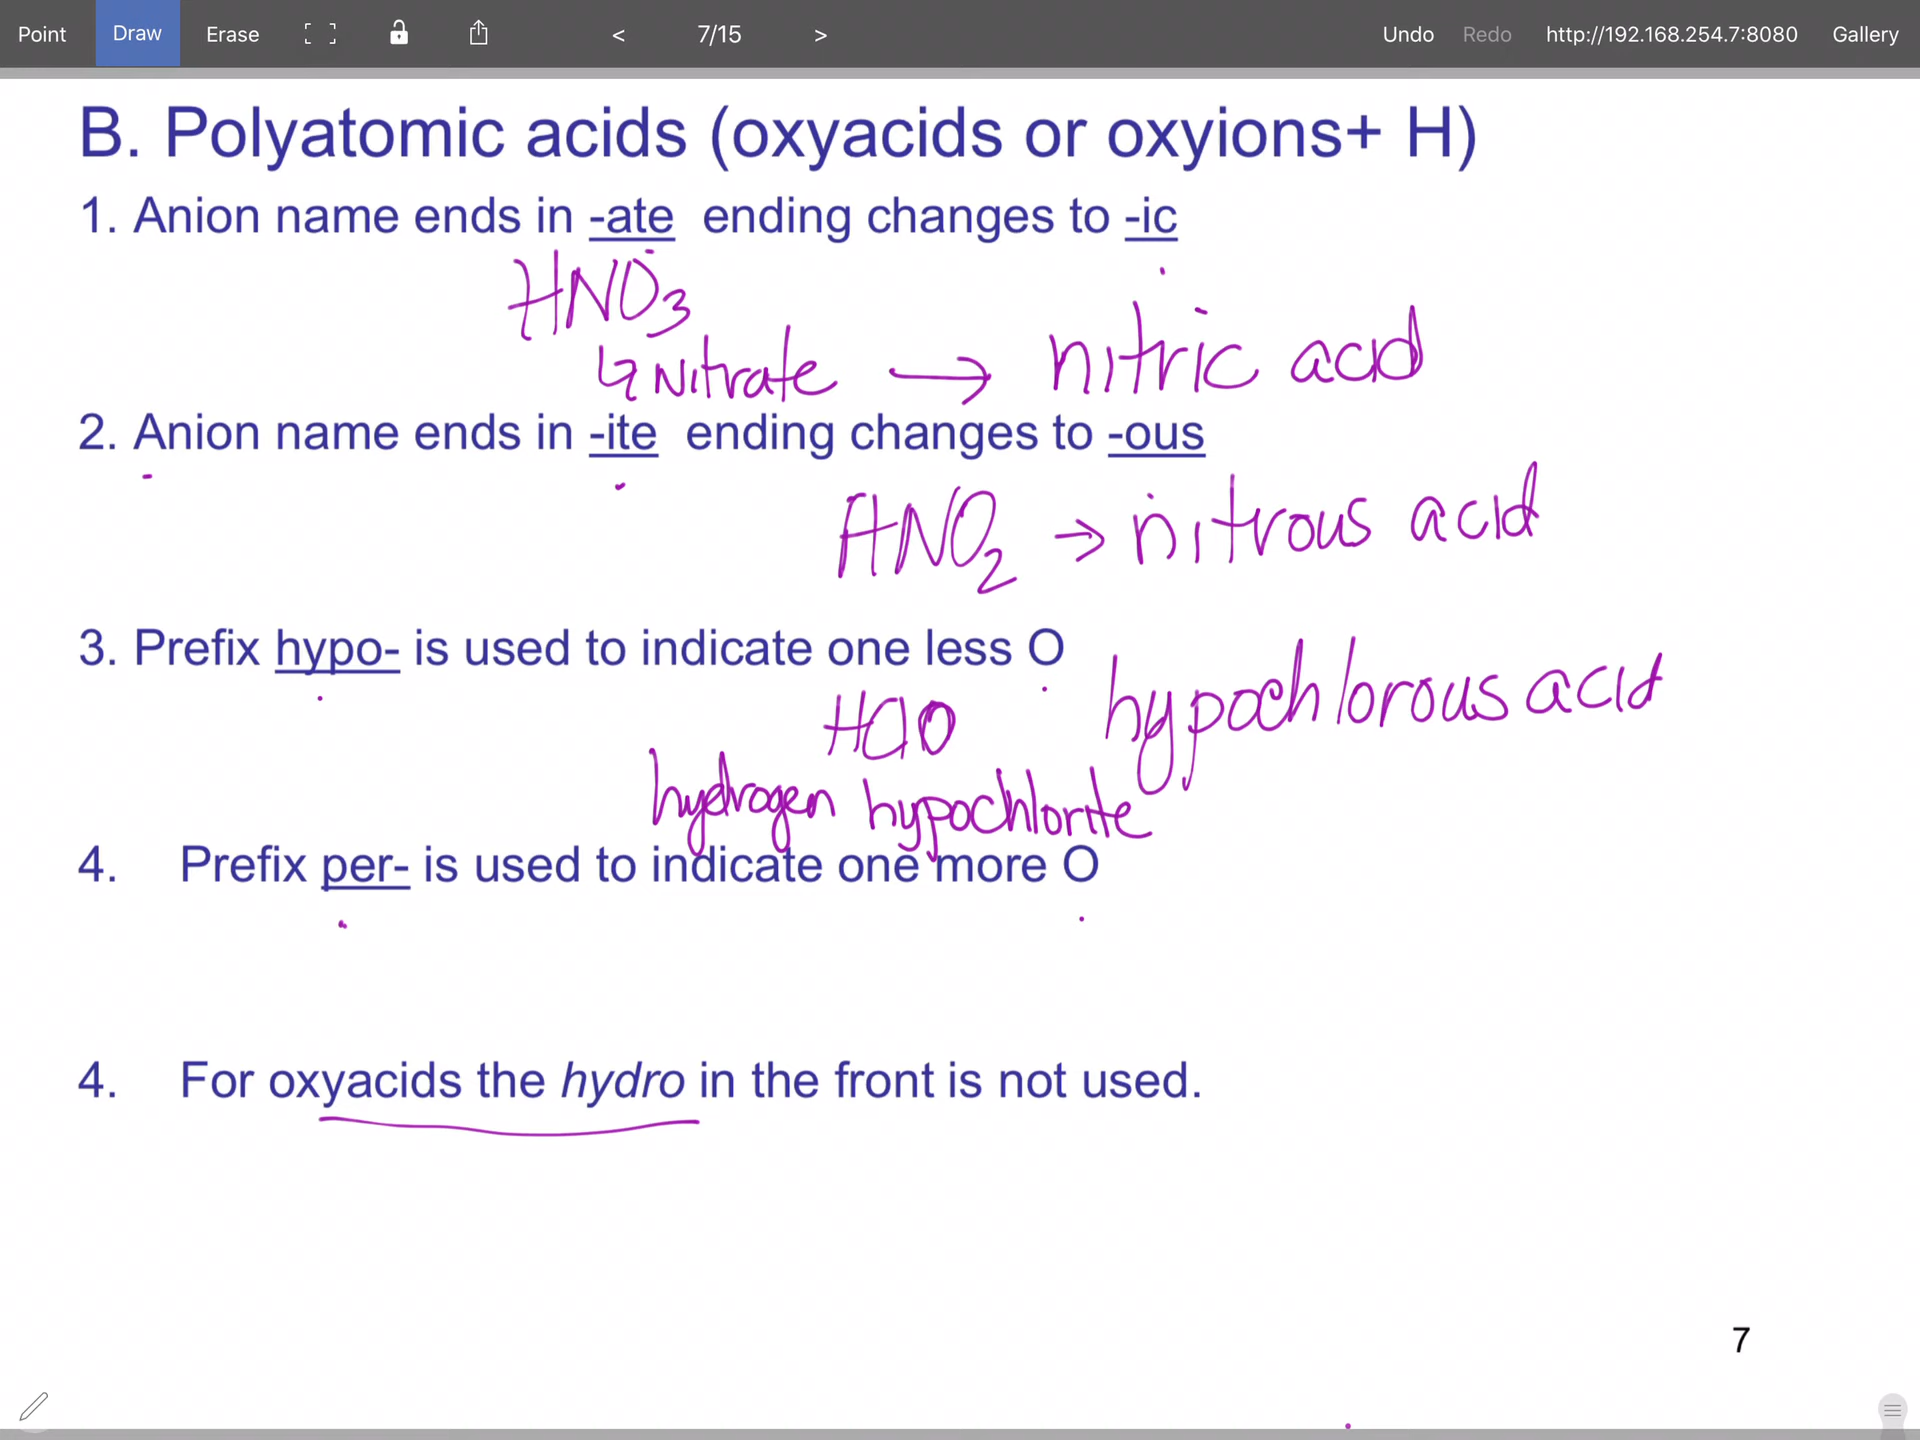 Point Draw Erase < 7/15 > Undo Redo http://192.168.254.7:8080 Gallery
B. Polyatomic acids (oxyacids or oxyions+ H)
1. Anion name ends in -ate ending changes to -ic
HNO3
Nitrate → nitric acid
2. Anion name ends in -ite ending changes to -ous
HNO2 → nitrous acid
3. Prefix hypo- is used to indicate one less O
HClO hypochlorous acid
hydrogen hypochlorite
4. Prefix per- is used to indicate one more O
4. For oxyacids the hydro in the front is not used.
7